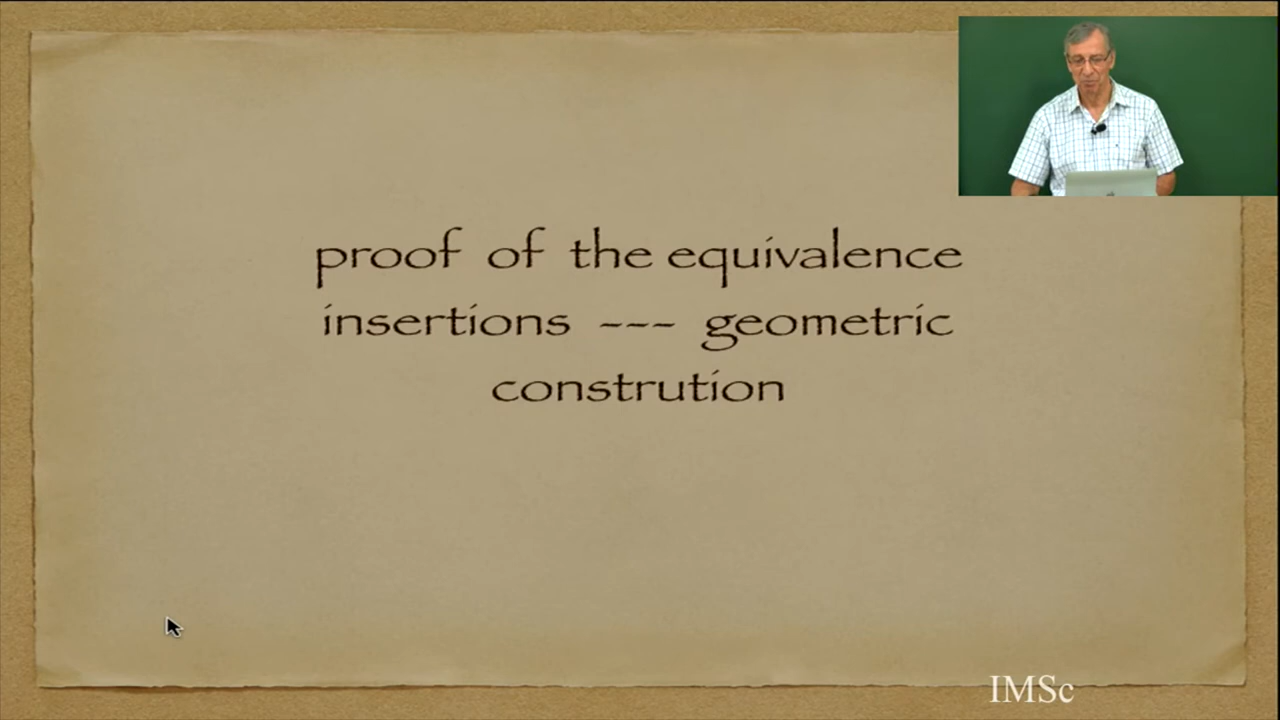 proof of the equivalence
insertions --- geometric
constrution
IMSc